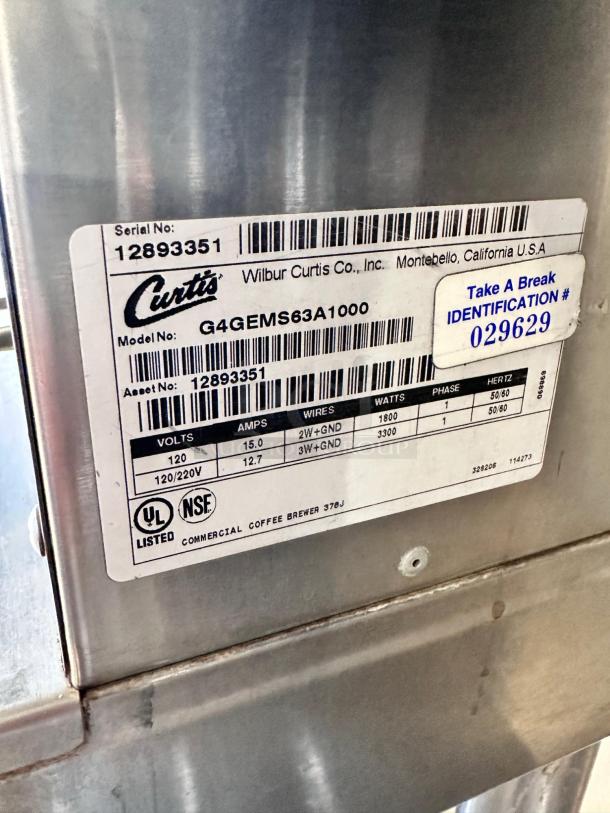 Serial No:
12893351
Curtis
Wilbur Curtis Co., Inc. Montebello, California U.S.A
Model No: G4GEMS63A1000
Take A Break
IDENTIFICATION #
029629
Asset No: 12893351
VOLTS AMPS WIRES WATTS PHASE HERTZ
120 15.0 2W+GND 1800 1 50/60
120/220V 12.7 3W+GND 3300 1 50/60
UL
LISTED
NSF
COMMERCIAL COFFEE BREWER 378J
328206 114273